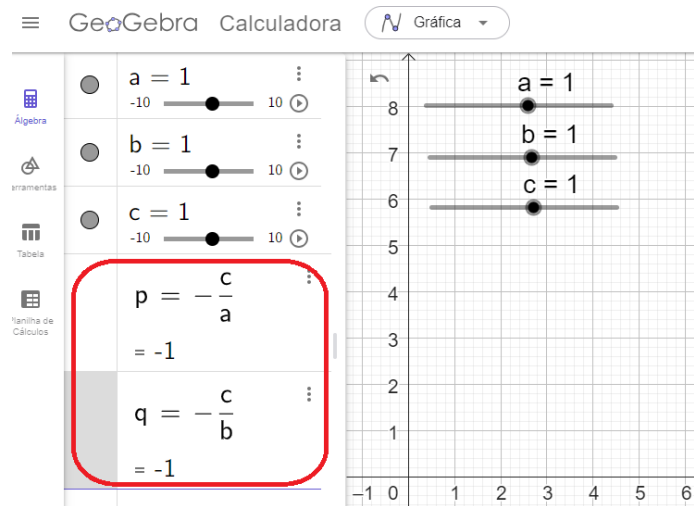 GeoGebra Calculadora
Gráfica
Álgebra
erramentas
Tabela
Planilha de
Cálculos
a = 1
-10 10
b = 1
-10 10
c = 1
-10 10
p = −c/a
= -1
q = −c/b
= -1
a = 1
b = 1
c = 1
8
7
6
5
4
3
2
1
–1 0 1 2 3 4 5 6